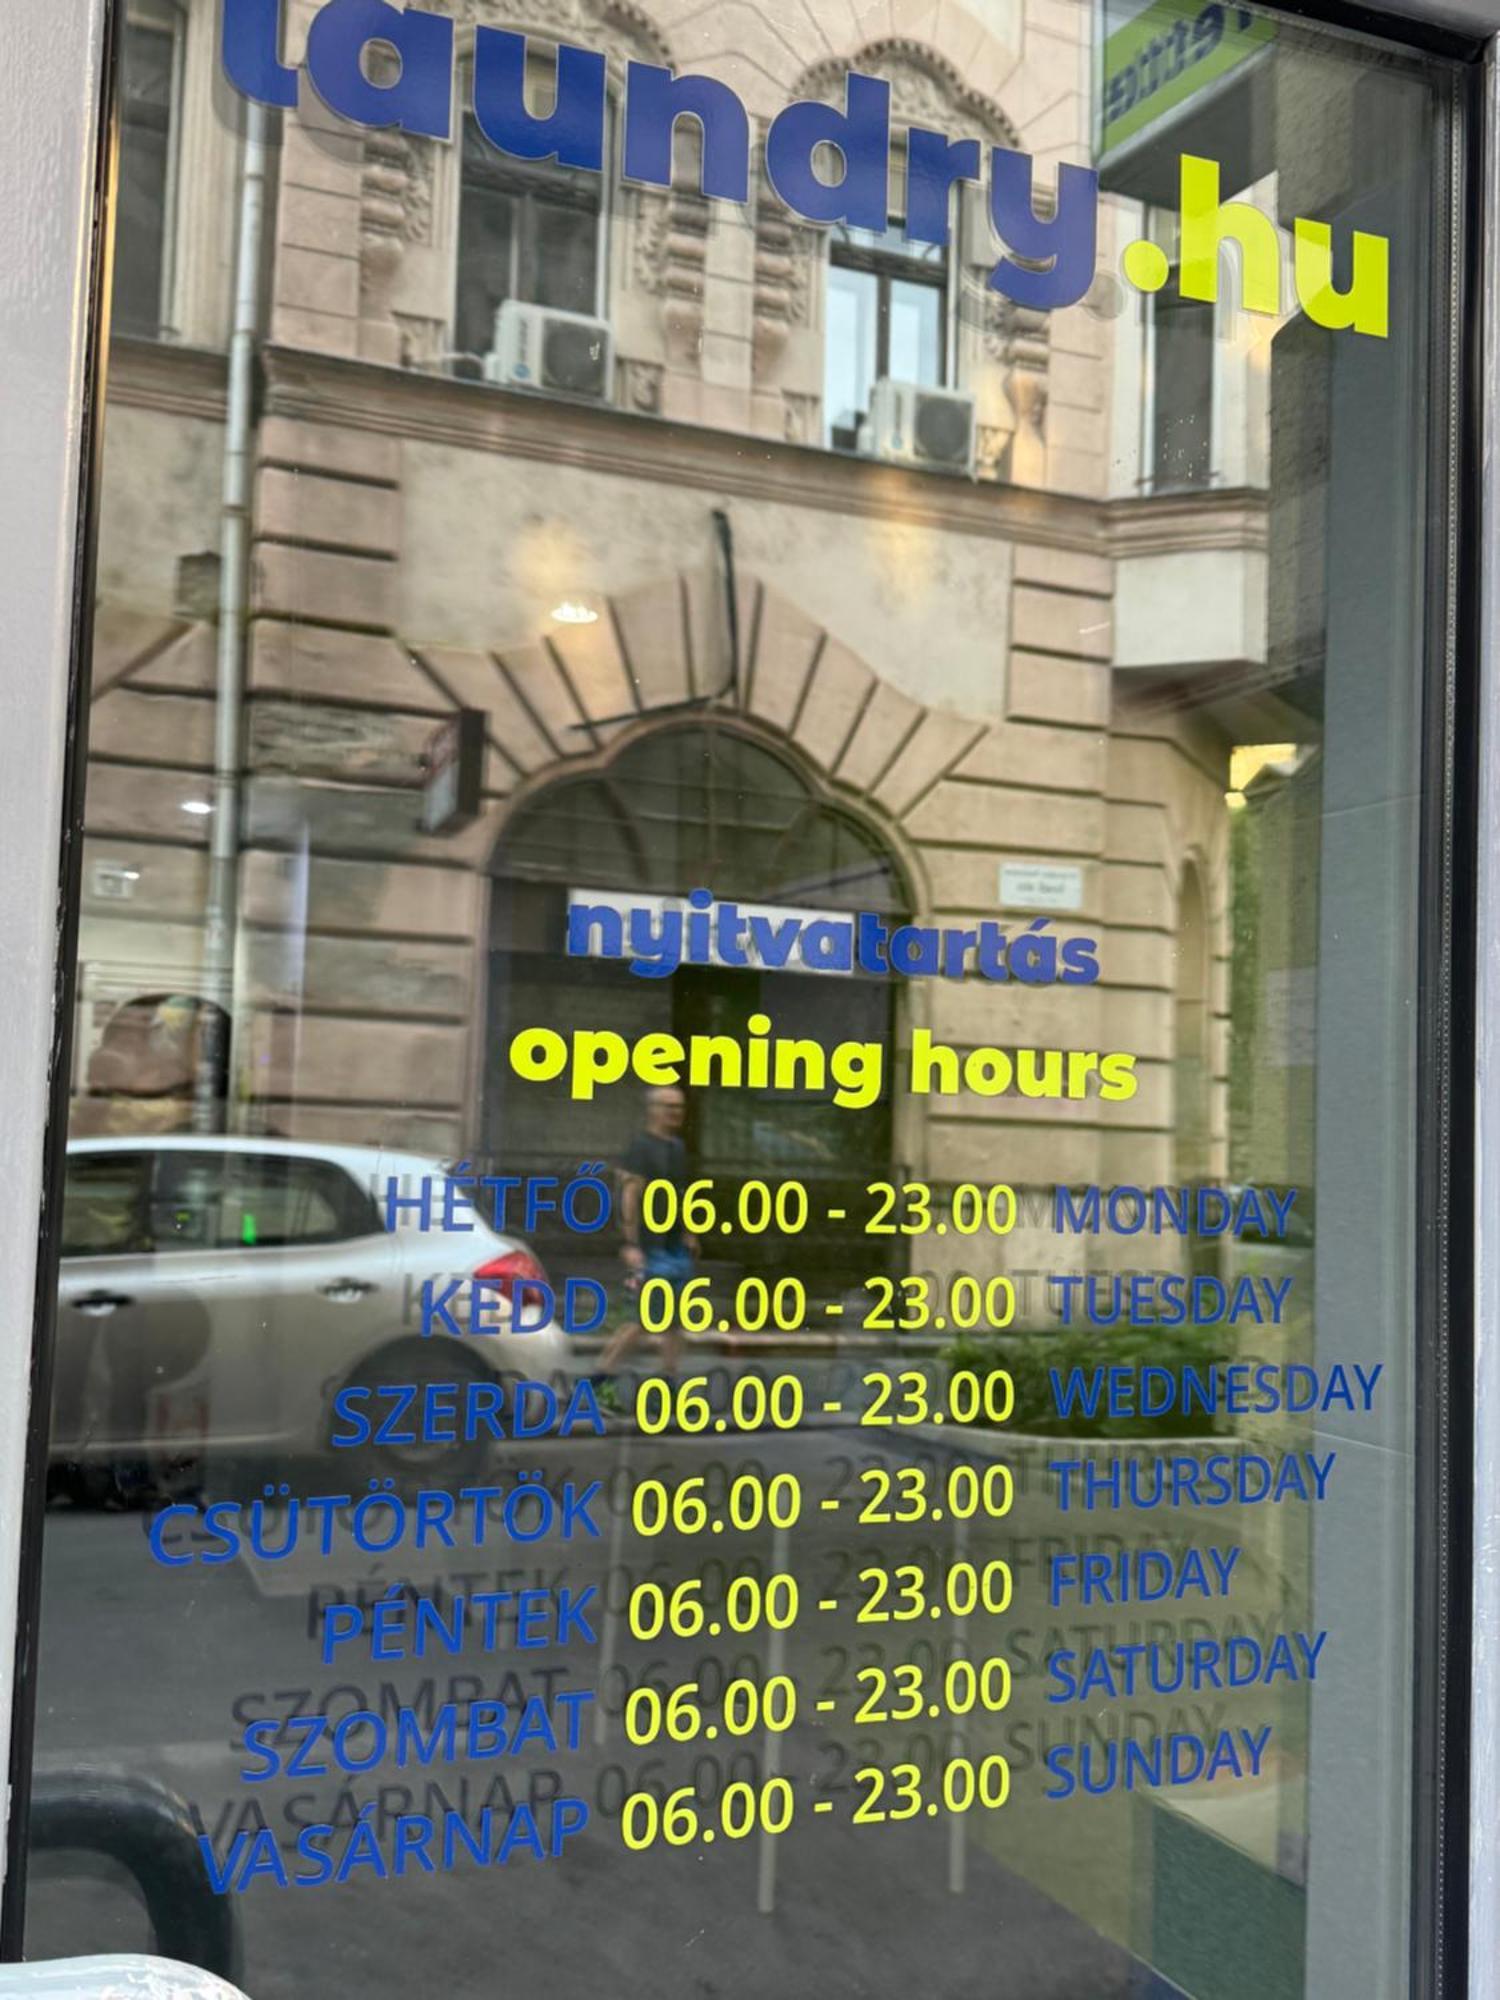 laundry.hu
nyitvatartás
opening hours
HÉTFŐ 06.00 - 23.00 MONDAY
KEDD 06.00 - 23.00 TUESDAY
SZERDA 06.00 - 23.00 WEDNESDAY
CSÜTÖRTÖK 06.00 - 23.00 THURSDAY
PÉNTEK 06.00 - 23.00 FRIDAY
SZOMBAT 06.00 - 23.00 SATURDAY
VASÁRNAP 06.00 - 23.00 SUNDAY